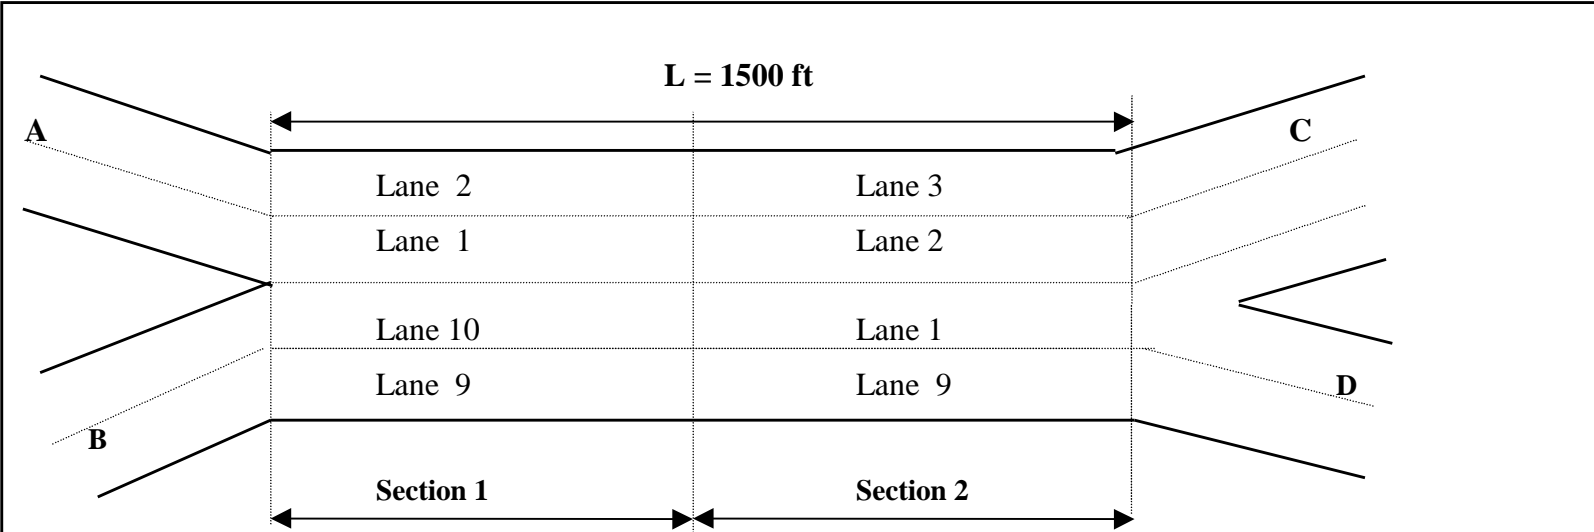 L = 1500 ft
A
C
Lane 2 Lane 3
Lane 1 Lane 2
Lane 10 Lane 1
Lane 9 Lane 9
D
B
Section 1 Section 2